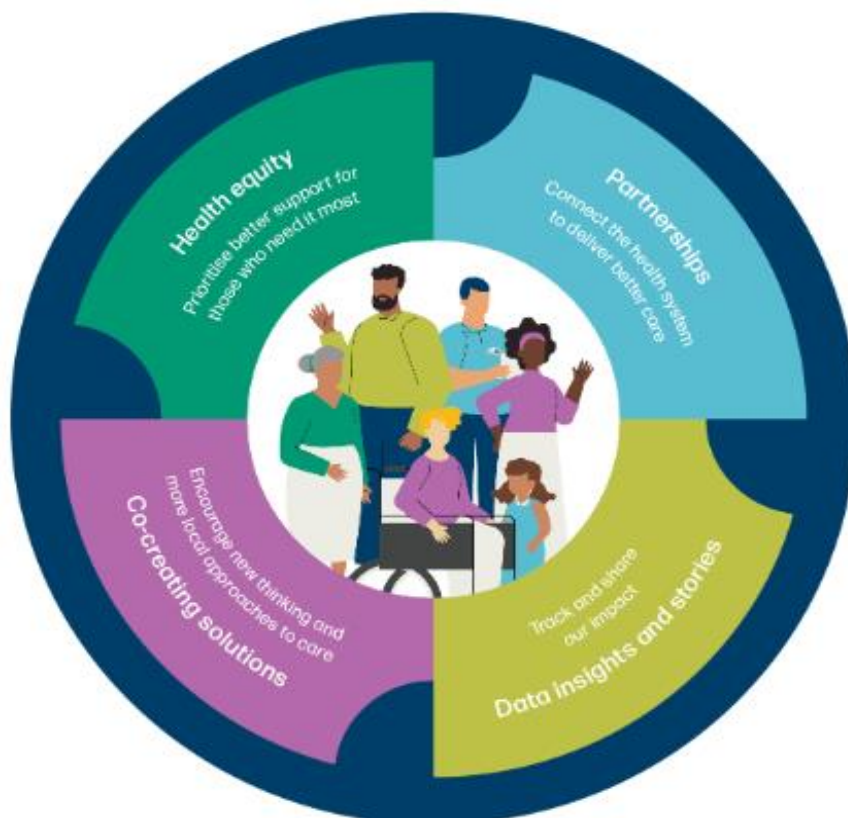 Health equity
Prioritise better support for
those who need it most
Partnerships
Connect the health system
to deliver better care
Encourage new thinking and
more local approaches to care
Co-creating solutions
Track and share
our impact
Data insights and stories